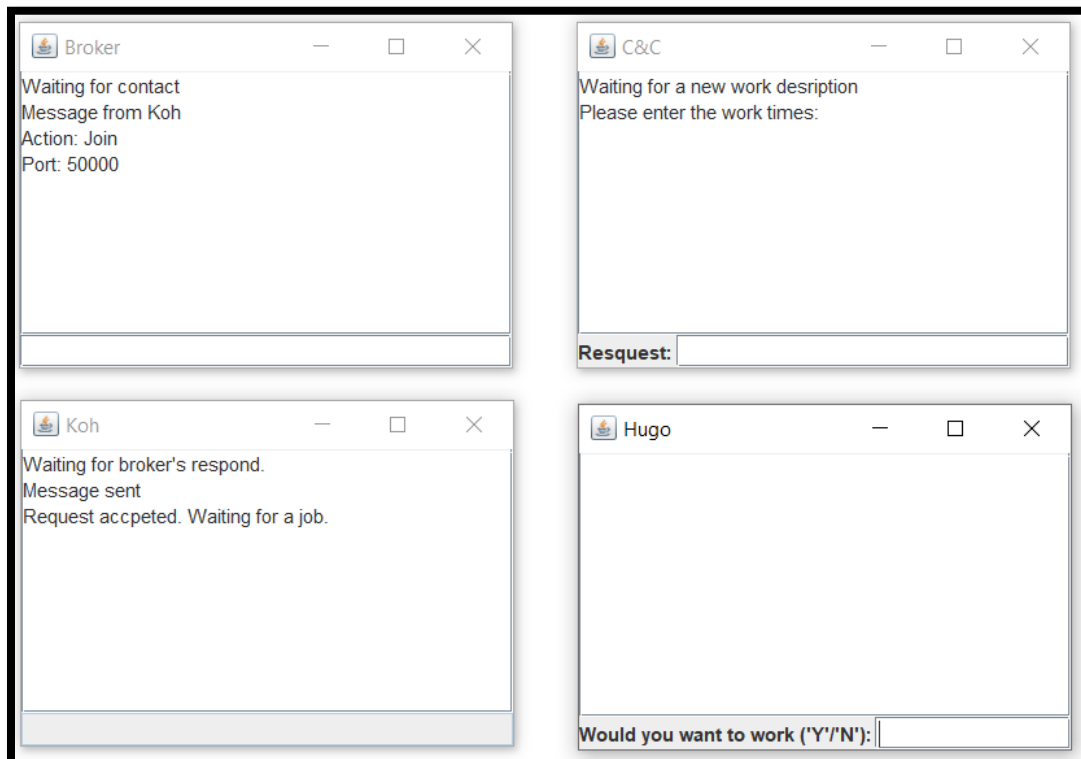 Broker
Waiting for contact
Message from Koh
Action: Join
Port: 50000
C&C
Waiting for a new work desription
Please enter the work times:
Resquest:
Koh
Waiting for broker's respond.
Message sent
Request accpeted. Waiting for a job.
Hugo
Would you want to work ('Y'/'N'):